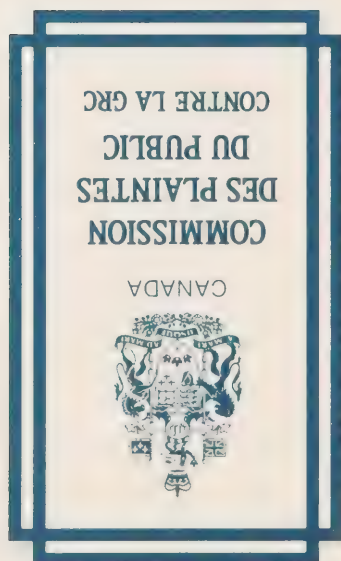 CANADA
COMMISSION
DES PLAINTES
DU PUBLIC
CONTRE LA GRC